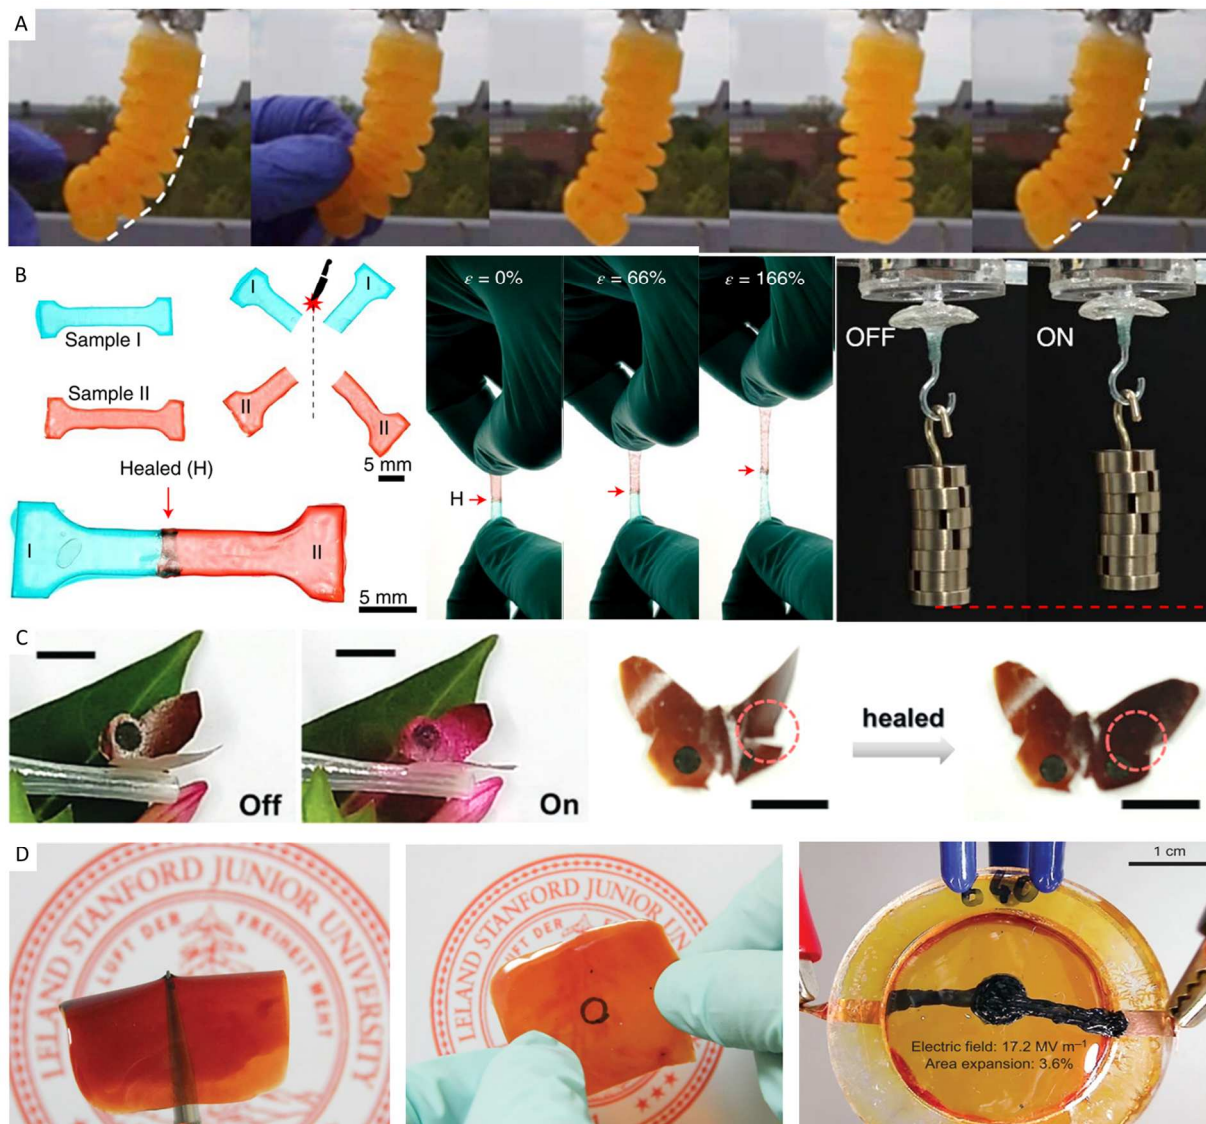 A
B
Sample I
I
I
Sample II
II
II
5 mm
Healed (H)
I
II
5 mm
ε = 0%
ε = 66%
ε = 166%
H
OFF
ON
C
Off
On
healed
D
LELAND STANFORD JUNIOR UNIVERSITY
LUFT DER FREIHEIT WEHT
LELAND STANFORD JUNIOR UNIVERSITY
1 cm
Electric field: 17.2 MV m⁻¹
Area expansion: 3.6%